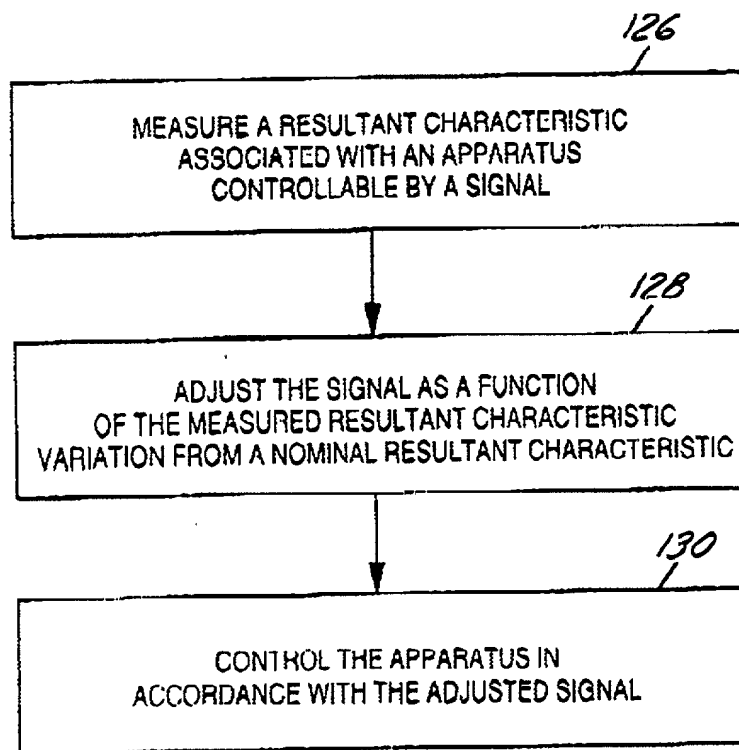 126
MEASURE A RESULTANT CHARACTERISTIC
ASSOCIATED WITH AN APPARATUS
CONTROLLABLE BY A SIGNAL
128
ADJUST THE SIGNAL AS A FUNCTION
OF THE MEASURED RESULTANT CHARACTERISTIC
VARIATION FROM A NOMINAL RESULTANT CHARACTERISTIC
130
CONTROL THE APPARATUS IN
ACCORDANCE WITH THE ADJUSTED SIGNAL